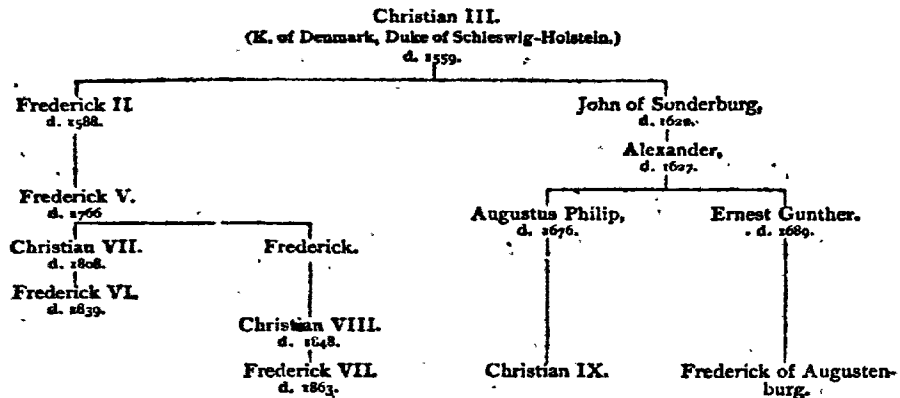 Christian III.
(K. of Denmark, Duke of Schleswig-Holstein.)
d. 1559.
Frederick II
d. 1588.
John of Sonderburg,
d. 1622.
Alexander,
d. 1627.
Frederick V.
d. 1766
Augustus Philip,
d. 1676.
Ernest Gunther.
d. 1689.
Christian VII.
d. 1808.
Frederick.
Frederick VI.
d. 1839.
Christian VIII.
d. 1848.
Frederick VII.
d. 1863.
Christian IX.
Frederick of Augusten-
burg.